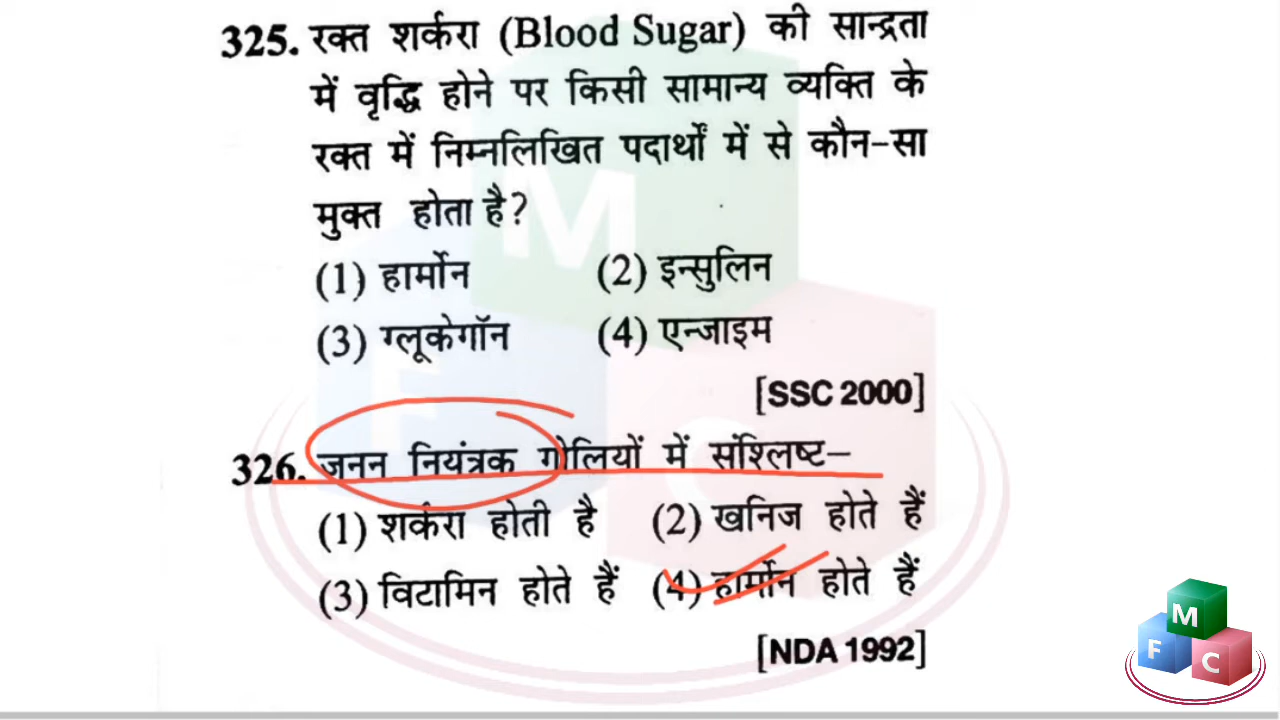 325. रक्त शर्करा (Blood Sugar) की सान्द्रता
में वृद्धि होने पर किसी सामान्य व्यक्ति के
रक्त में निम्नलिखित पदार्थों में से कौन-सा
मुक्त होता है?
(1) हार्मोन (2) इन्सुलिन
(3) ग्लूकेगॉन (4) एन्जाइम
[SSC 2000]
326. जनन नियंत्रक गोलियों में संश्लिष्ट–
(1) शर्करा होती है (2) खनिज होते हैं
(3) विटामिन होते हैं (4) हार्मोन होते हैं
[NDA 1992]
M
F C
M
F C